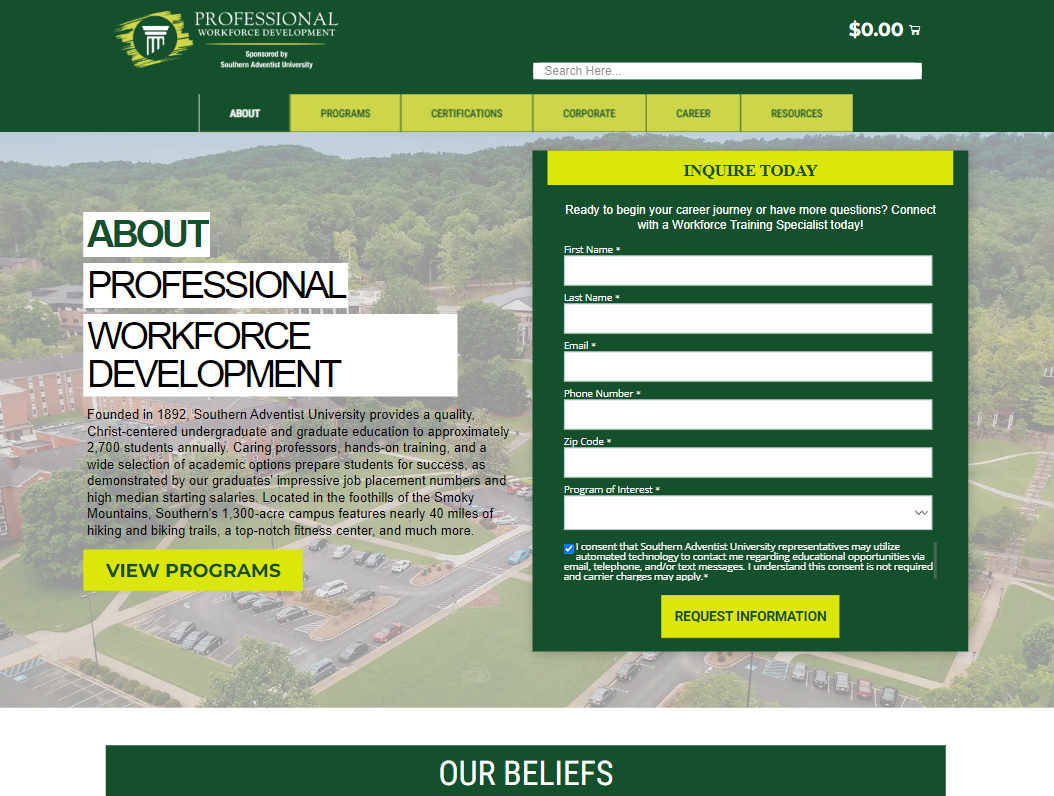 PROFESSIONAL
WORKFORCE DEVELOPMENT
Sponsored by
Southern Adventist University
$0.00
Search Here...
ABOUT
PROGRAMS
CERTIFICATIONS
CORPORATE
CAREER
RESOURCES
ABOUT
PROFESSIONAL
WORKFORCE
DEVELOPMENT
Founded in 1892, Southern Adventist University provides a quality,
Christ-centered undergraduate and graduate education to approximately
2,700 students annually. Caring professors, hands-on training, and a
wide selection of academic options prepare students for success, as
demonstrated by our graduates' impressive job placement numbers and
high median starting salaries. Located in the foothills of the Smoky
Mountains, Southern's 1,300-acre campus features nearly 40 miles of
hiking and biking trails, a top-notch fitness center, and much more.
VIEW PROGRAMS
INQUIRE TODAY
Ready to begin your career journey or have more questions? Connect
with a Workforce Training Specialist today!
First Name *
Last Name *
Email *
Phone Number *
Zip Code *
Program of Interest *
I consent that Southern Adventist University representatives may utilize
automated technology to contact me regarding educational opportunities via
email, telephone, and/or text messages. I understand this consent is not required
and carrier charges may apply.*
REQUEST INFORMATION
OUR BELIEFS